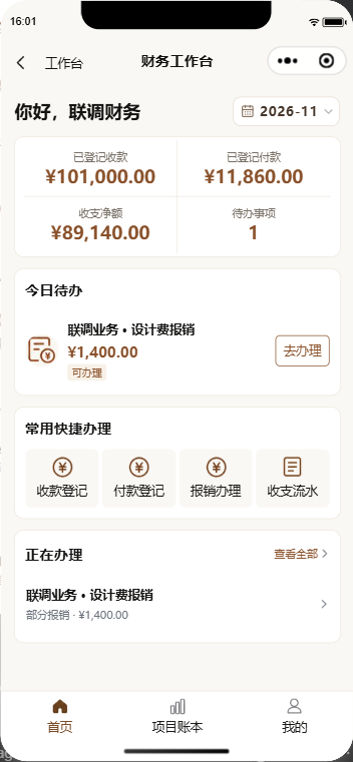 16:01
工作台
财务工作台
你好，联调财务
2026-11
已登记收款
已登记付款
¥101,000.00
¥11,860.00
收支净额
待办事项
¥89,140.00
1
今日待办
联调业务 • 设计费报销
¥1,400.00
可办理
去办理
常用快捷办理
收款登记
付款登记
报销办理
收支流水
正在办理
查看全部
联调业务 • 设计费报销
部分报销 · ¥1,400.00
首页
项目账本
我的